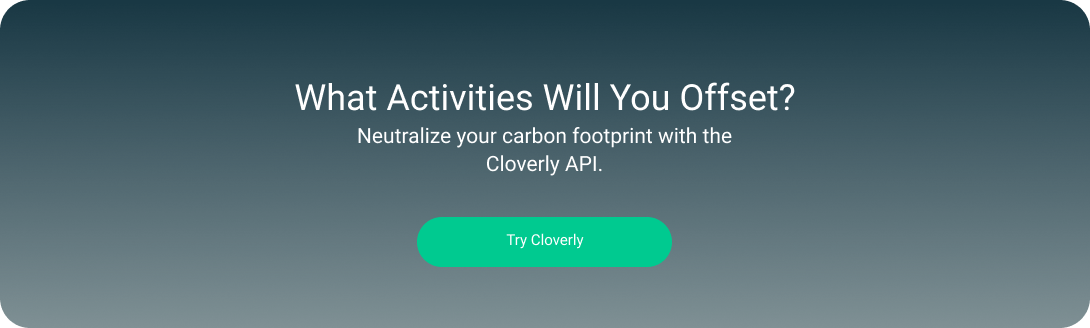 What Activities Will You Offset?
Neutralize your carbon footprint with the
Cloverly API.
Try Cloverly